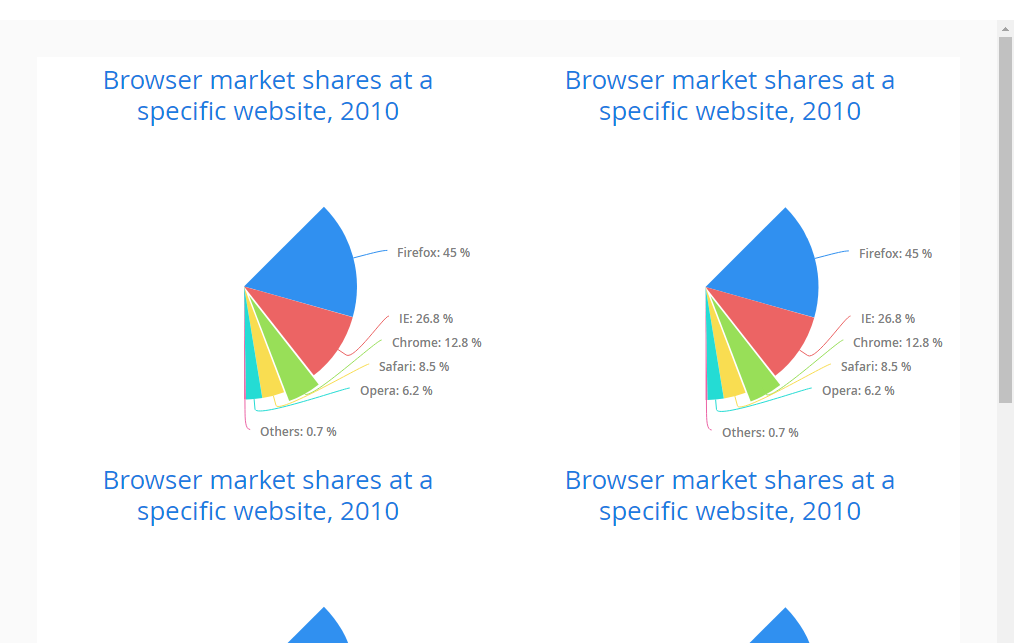 Browser market shares at a
specific website, 2010
Firefox: 45 %
IE: 26.8 %
Chrome: 12.8 %
Safari: 8.5 %
Opera: 6.2 %
Others: 0.7 %
Browser market shares at a
specific website, 2010
Firefox: 45 %
IE: 26.8 %
Chrome: 12.8 %
Safari: 8.5 %
Opera: 6.2 %
Others: 0.7 %
Browser market shares at a
specific website, 2010
Browser market shares at a
specific website, 2010